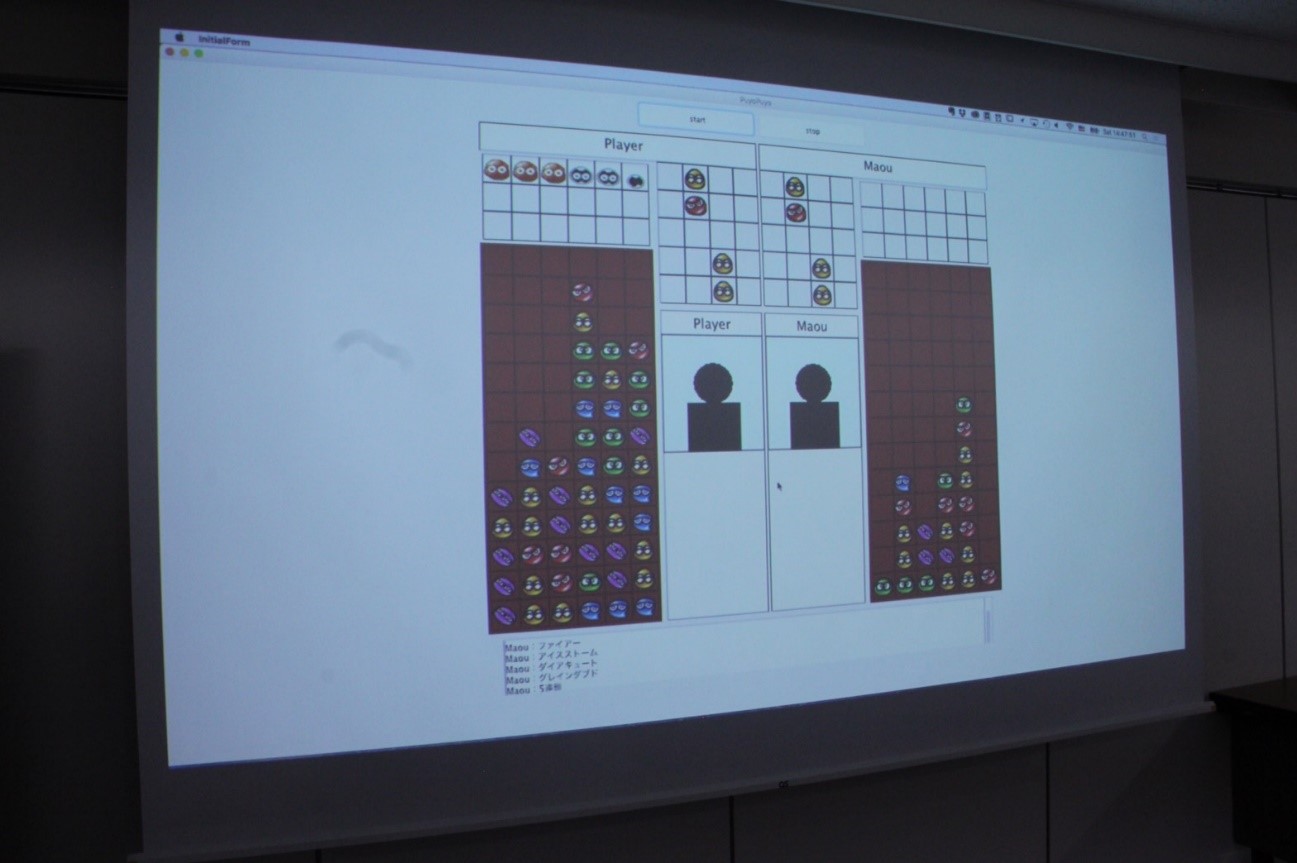 initialForm
PuyoPuyo
start
stop
Player
Maou
Player
Maou
Maou : ファイアー
Maou : アイスストーム
Maou : ダイアキュート
Maou : ブレインダムド
Maou : 5連鎖